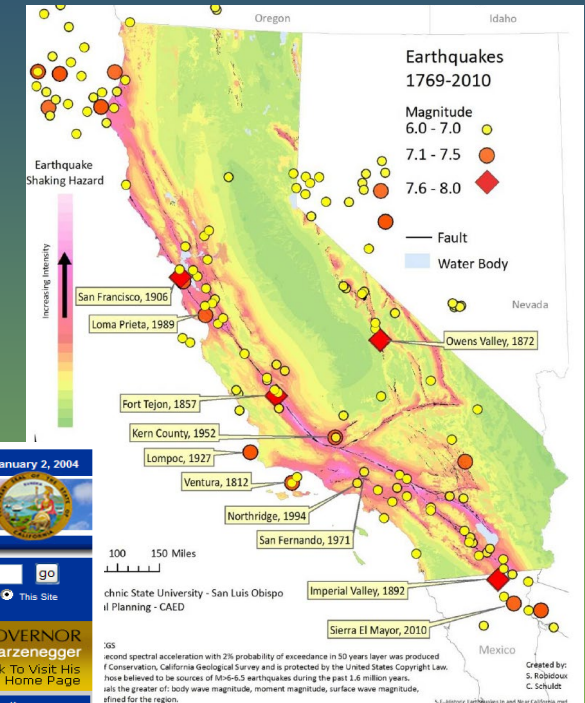 Oregon
Idaho
Earthquakes
1769-2010
Magnitude
6.0 - 7.0
7.1 - 7.5
7.6 - 8.0
Fault
Water Body
Earthquake
Shaking Hazard
Increasing Intensity
San Francisco, 1906
Loma Prieta, 1989
Nevada
Owens Valley, 1872
Fort Tejon, 1857
Kern County, 1952
Lompoc, 1927
Ventura, 1812
Northridge, 1994
San Fernando, 1971
Imperial Valley, 1892
Sierra El Mayor, 2010
Mexico
100 150 Miles
chnic State University - San Luis Obispo
l Planning - CAED
econd spectral acceleration with 2% probability of exceedance in 50 years layer was produced
f Conservation, California Geological Survey and is protected by the United States Copyright Law.
hose believed to be sources of M>6-6.5 earthquakes during the past 1.6 million years.
als the greater of: body wave magnitude, moment magnitude, surface wave magnitude,
efined for the region.
Created by:
S. Robidoux
C. Schuldt
anuary 2, 2004
go
This Site
OVERNOR
arzenegger
k To Visit His
Home Page